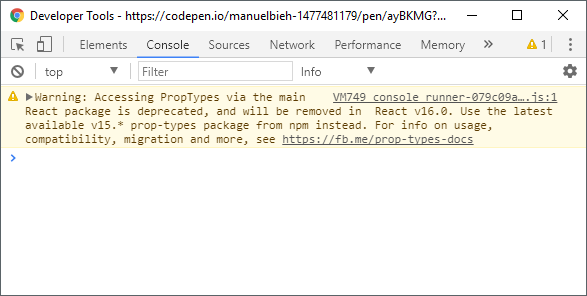 Developer Tools - https://codepen.io/manuelbieh-1477481179/pen/ayBKMG?...
Elements Console Sources Network Memory » 1
top Filter Info
Warning: Accessing PropTypes via the main VM749 console_runner-079c09a….js:1
React package is deprecated, and will be removed in  React v16.0. Use the latest
available v15.* prop-types package from npm instead. For info on usage,
compatibility, migration and more, see https://fb.me/prop-types-docs